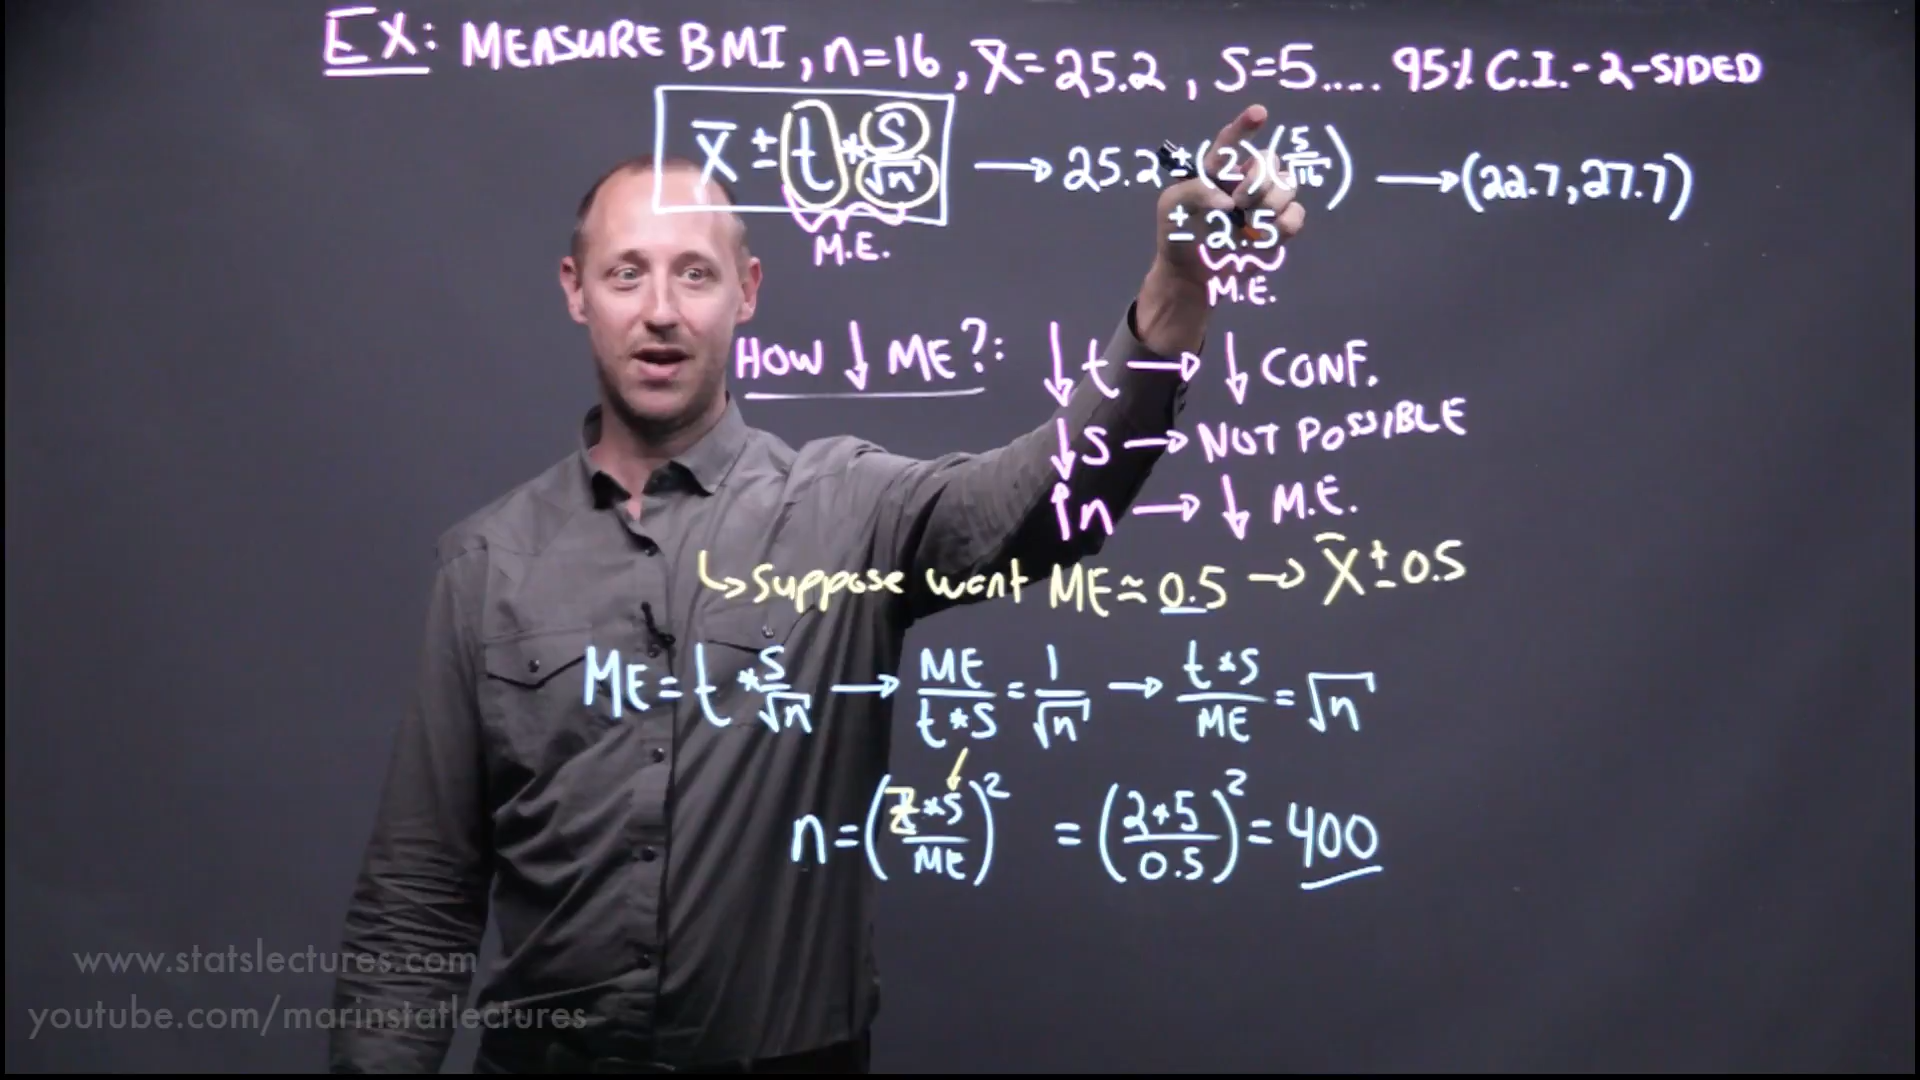 EX: MEASURE BMI, n=16, x̄=25.2, S=5.... 95% C.I.-2-SIDED
x̄ ± t * s/√n → 25.2 ± (2)(5/√16) → (22.7, 27.7)
± 2.5
M.E.
M.E.
HOW ↓ ME?: ↓ t → ↓ CONF.
↓ S → NOT POSSIBLE
↑ n → ↓ M.E.
↳ Suppose want ME ≈ 0.5 → x̄ ± 0.5
ME = t * s/√n → ME/(t*s) = 1/√n → (t*s)/ME = √n
n = (z*s/ME)² = (2*5/0.5)² = 400
www.statslectures.com
youtube.com/marinstatlectures